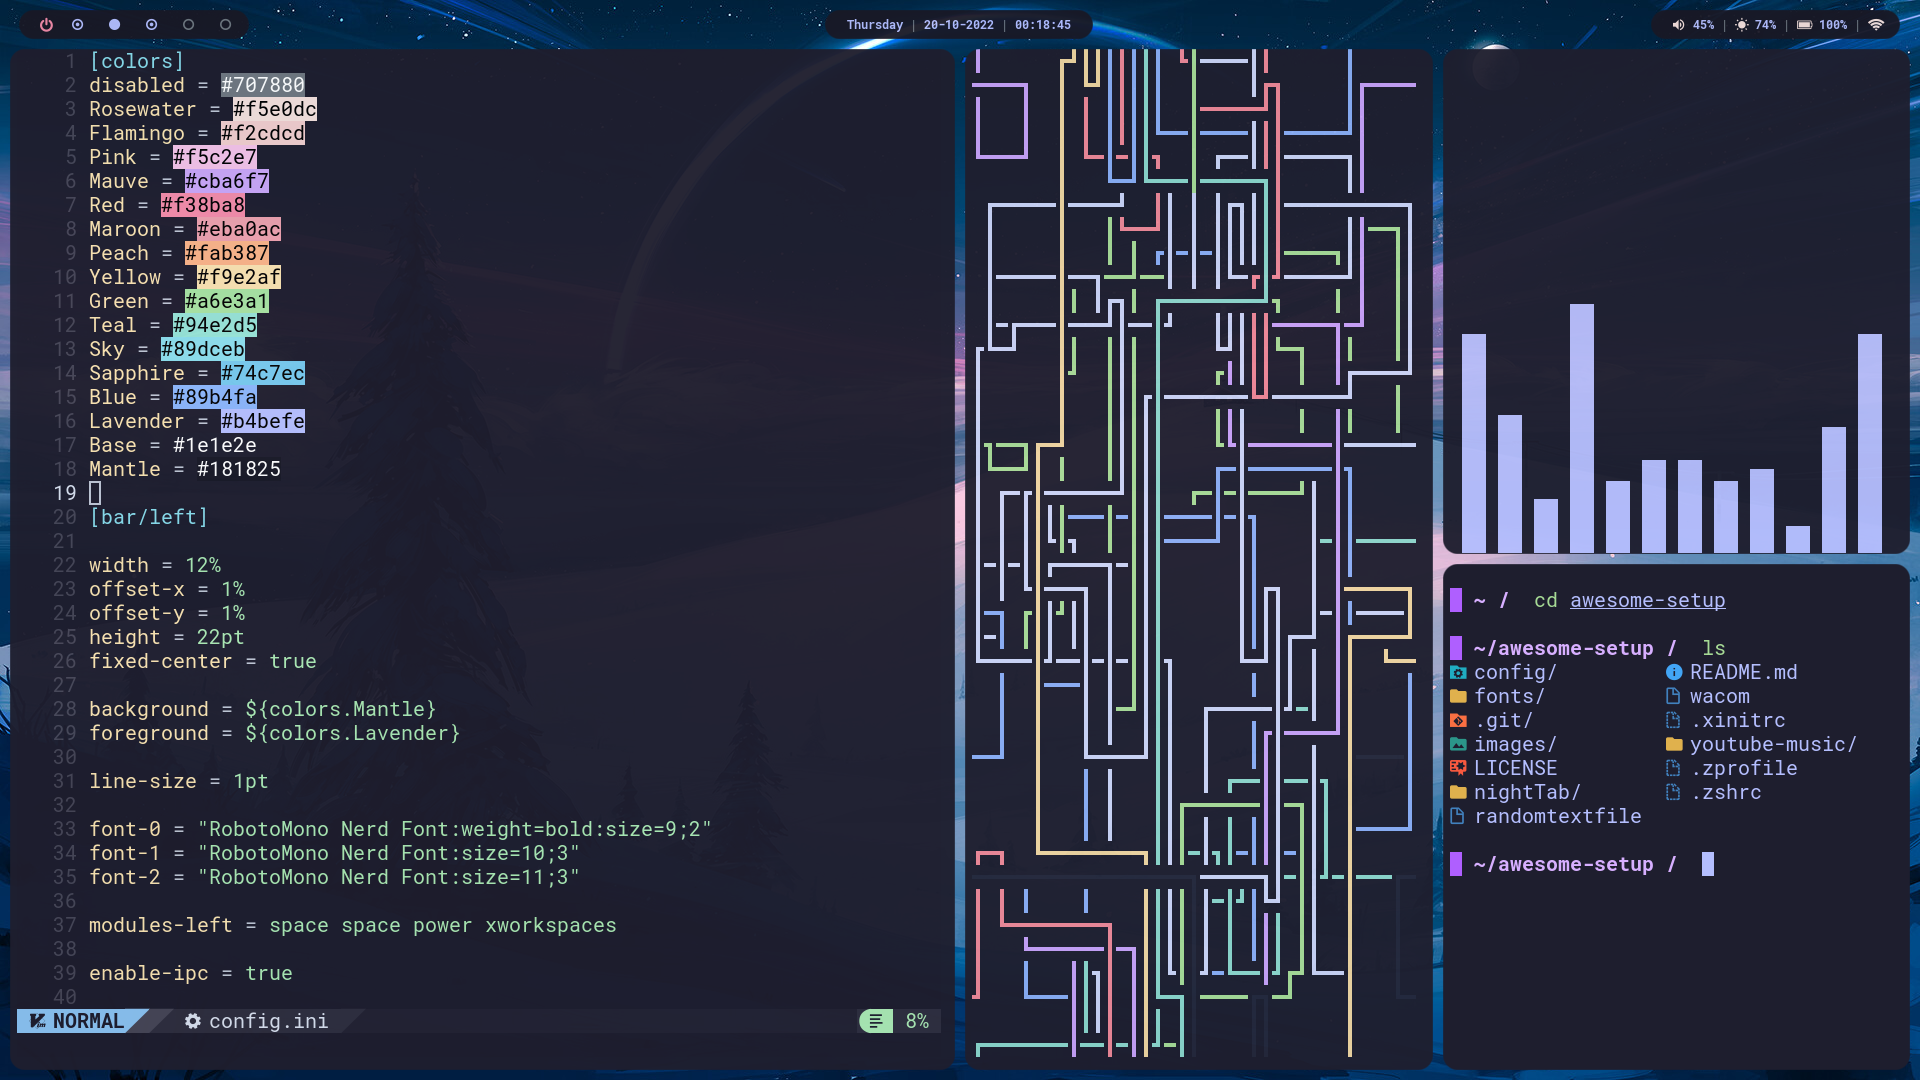 Thursday | 20-10-2022 | 00:18:45
45% | 74% | 100% |
1 [colors]
2 disabled = #707880
3 Rosewater = #f5e0dc
4 Flamingo = #f2cdcd
5 Pink = #f5c2e7
6 Mauve = #cba6f7
7 Red = #f38ba8
8 Maroon = #eba0ac
9 Peach = #fab387
10 Yellow = #f9e2af
11 Green = #a6e3a1
12 Teal = #94e2d5
13 Sky = #89dceb
14 Sapphire = #74c7ec
15 Blue = #89b4fa
16 Lavender = #b4befe
17 Base = #1e1e2e
18 Mantle = #181825
19
20 [bar/left]
21
22 width = 12%
23 offset-x = 1%
24 offset-y = 1%
25 height = 22pt
26 fixed-center = true
27
28 background = ${colors.Mantle}
29 foreground = ${colors.Lavender}
30
31 line-size = 1pt
32
33 font-0 = "RobotoMono Nerd Font:weight=bold:size=9;2"
34 font-1 = "RobotoMono Nerd Font:size=10;3"
35 font-2 = "RobotoMono Nerd Font:size=11;3"
36
37 modules-left = space space power xworkspaces
38
39 enable-ipc = true
40
NORMAL config.ini 8%
~ / cd awesome-setup
~/awesome-setup / ls
config/ README.md
fonts/ wacom
.git/ .xinitrc
images/ youtube-music/
LICENSE .zprofile
nightTab/ .zshrc
randomtextfile
~/awesome-setup /